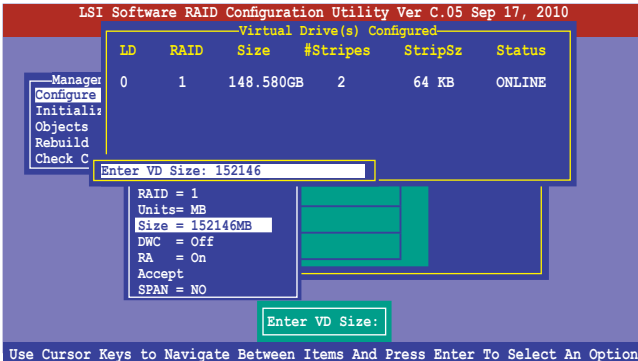 LSI Software RAID Configuration Utility Ver C.05 Sep 17, 2010
Virtual Drive(s) Configured
LD RAID Size #Stripes StripSz Status
0 1 148.580GB 2 64 KB ONLINE
Manager
Configure
Initializ
Objects
Rebuild
Check C
Enter VD Size: 152146
RAID = 1
Units= MB
Size = 152146MB
DWC = Off
RA = On
Accept
SPAN = NO
Enter VD Size:
Use Cursor Keys to Navigate Between Items And Press Enter To Select An Option